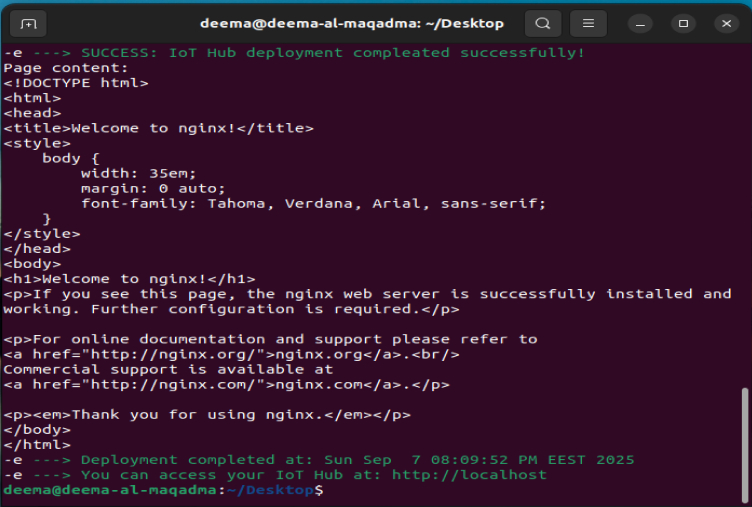 deema@deema-al-maqadma: ~/Desktop
-e ---> SUCCESS: IoT Hub deployment compleated successfully!
Page content:
<!DOCTYPE html>
<html>
<head>
<title>Welcome to nginx!</title>
<style>
    body {
        width: 35em;
        margin: 0 auto;
        font-family: Tahoma, Verdana, Arial, sans-serif;
    }
</style>
</head>
<body>
<h1>Welcome to nginx!</h1>
<p>If you see this page, the nginx web server is successfully installed and
working. Further configuration is required.</p>

<p>For online documentation and support please refer to
<a href="http://nginx.org/">nginx.org</a>.<br/>
Commercial support is available at
<a href="http://nginx.com/">nginx.com</a>.</p>

<p><em>Thank you for using nginx.</em></p>
</body>
</html>
-e ---> Deployment completed at: Sun Sep  7 08:09:52 PM EEST 2025
-e ---> You can access your IoT Hub at: http://localhost
deema@deema-al-maqadma:~/Desktop$